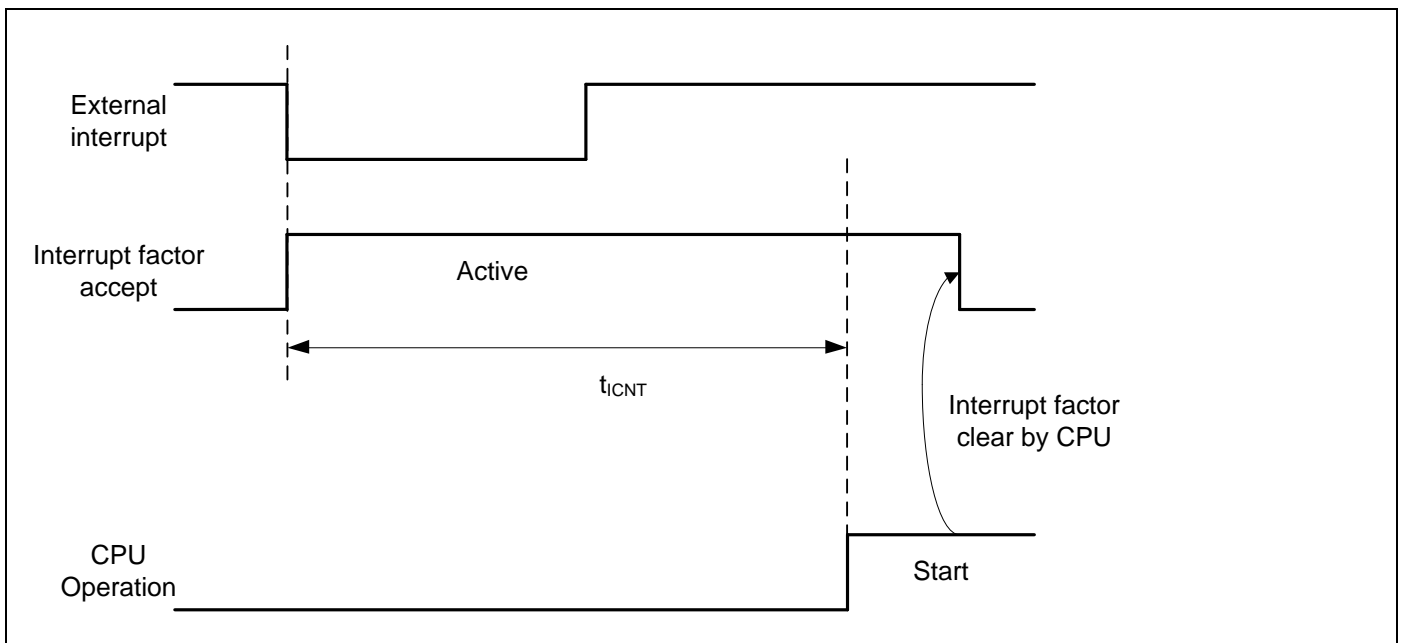 External
interrupt
Interrupt factor
accept
Active
tICNT
Interrupt factor
clear by CPU
CPU
Operation
Start